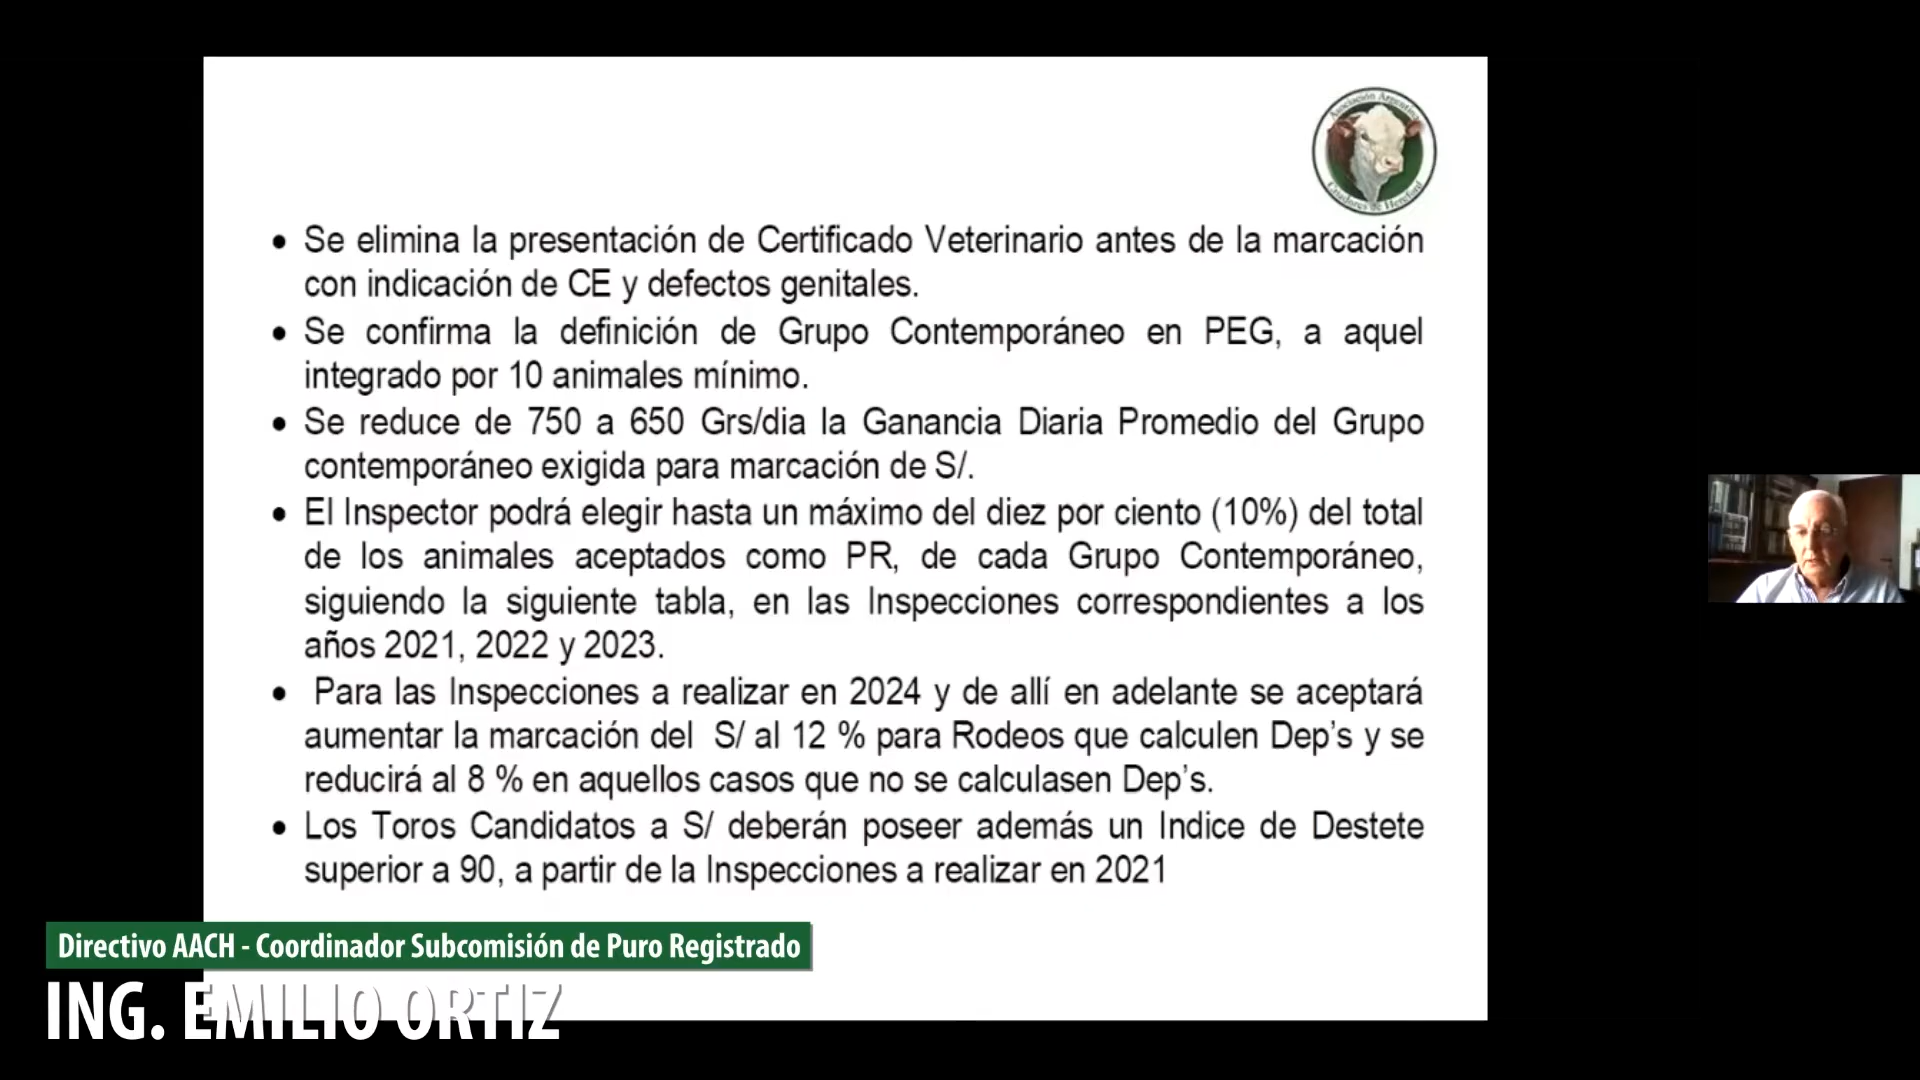 Asociación Argentina
Criadores de Hereford
• Se elimina la presentación de Certificado Veterinario antes de la marcación
con indicación de CE y defectos genitales.
• Se confirma la definición de Grupo Contemporáneo en PEG, a aquel
integrado por 10 animales mínimo.
• Se reduce de 750 a 650 Grs/dia la Ganancia Diaria Promedio del Grupo
contemporáneo exigida para marcación de S/.
• El Inspector podrá elegir hasta un máximo del diez por ciento (10%) del total
de los animales aceptados como PR, de cada Grupo Contemporáneo,
siguiendo la siguiente tabla, en las Inspecciones correspondientes a los
años 2021, 2022 y 2023.
• Para las Inspecciones a realizar en 2024 y de allí en adelante se aceptará
aumentar la marcación del S/ al 12 % para Rodeos que calculen Dep's y se
reducirá al 8 % en aquellos casos que no se calculasen Dep's.
• Los Toros Candidatos a S/ deberán poseer además un Indice de Destete
superior a 90, a partir de la Inspecciones a realizar en 2021
Directivo AACH - Coordinador Subcomisión de Puro Registrado
ING. EMILIO ORTIZ